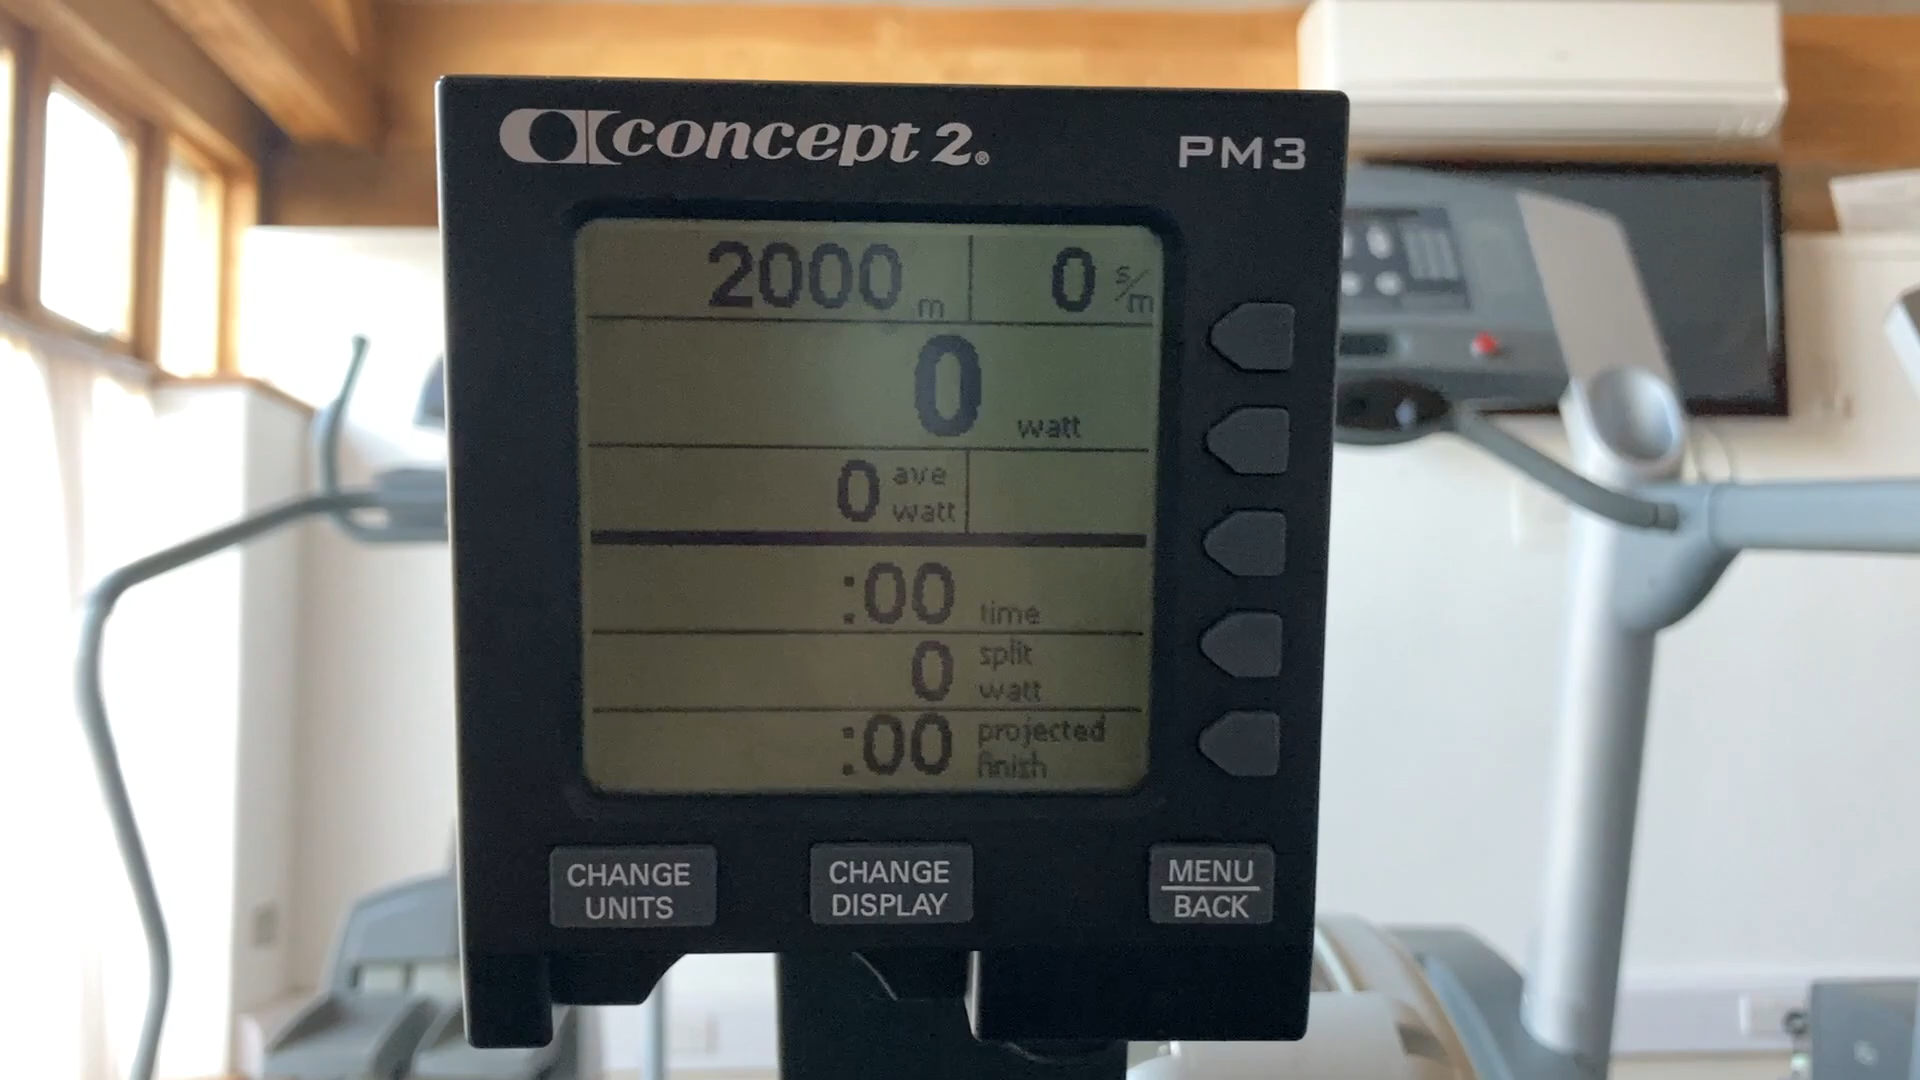 concept 2®
PM3
2000 m
0 s/m
0 watt
0 ave watt
:00 time
0 split watt
:00 projected finish
CHANGE UNITS
CHANGE DISPLAY
MENU
BACK